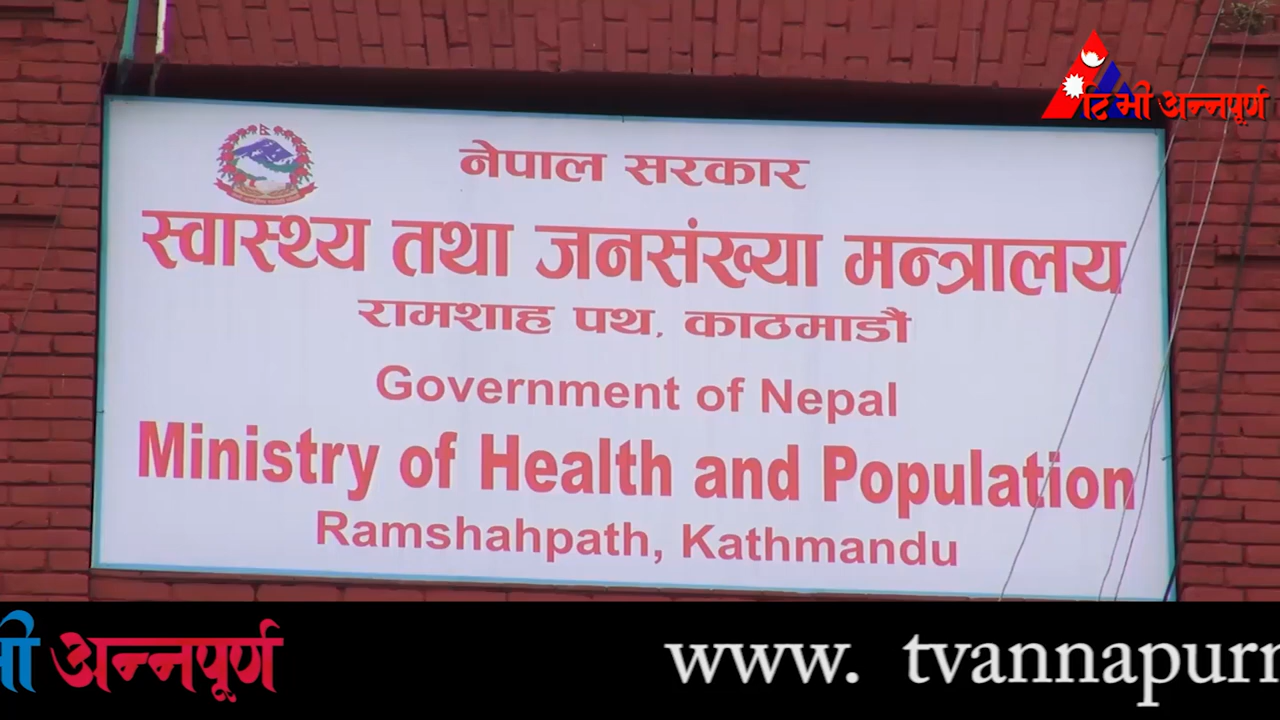 टिभी अन्नपूर्ण
नेपाल सरकार
स्वास्थ्य तथा जनसंख्या मन्त्रालय
रामशाह पथ, काठमाडौं
Government of Nepal
Ministry of Health and Population
Ramshahpath, Kathmandu
भी अन्नपूर्ण
www. tvannapurn